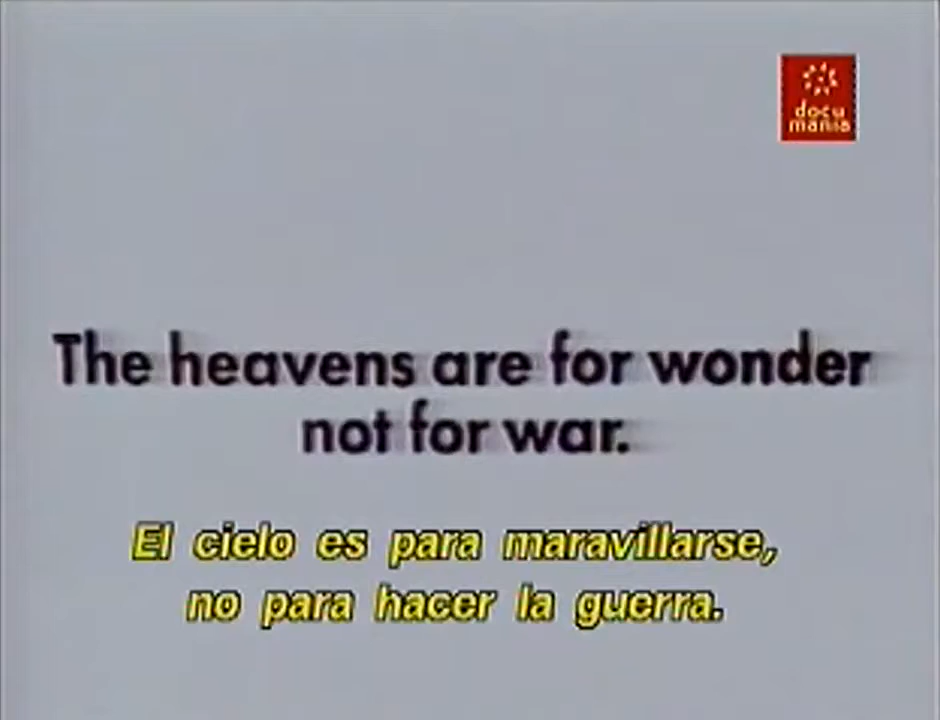 docu
mania
The heavens are for wonder
not for war.
El cielo es para maravillarse,
no para hacer la guerra.